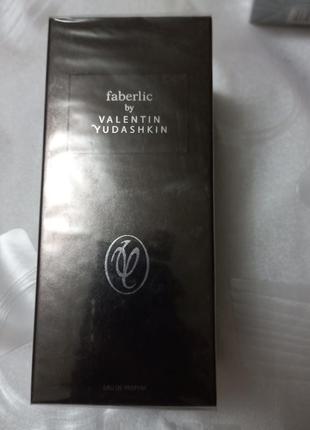 faberlic
by
VALENTIN
YUDASHKIN
EAU DE PARFUM